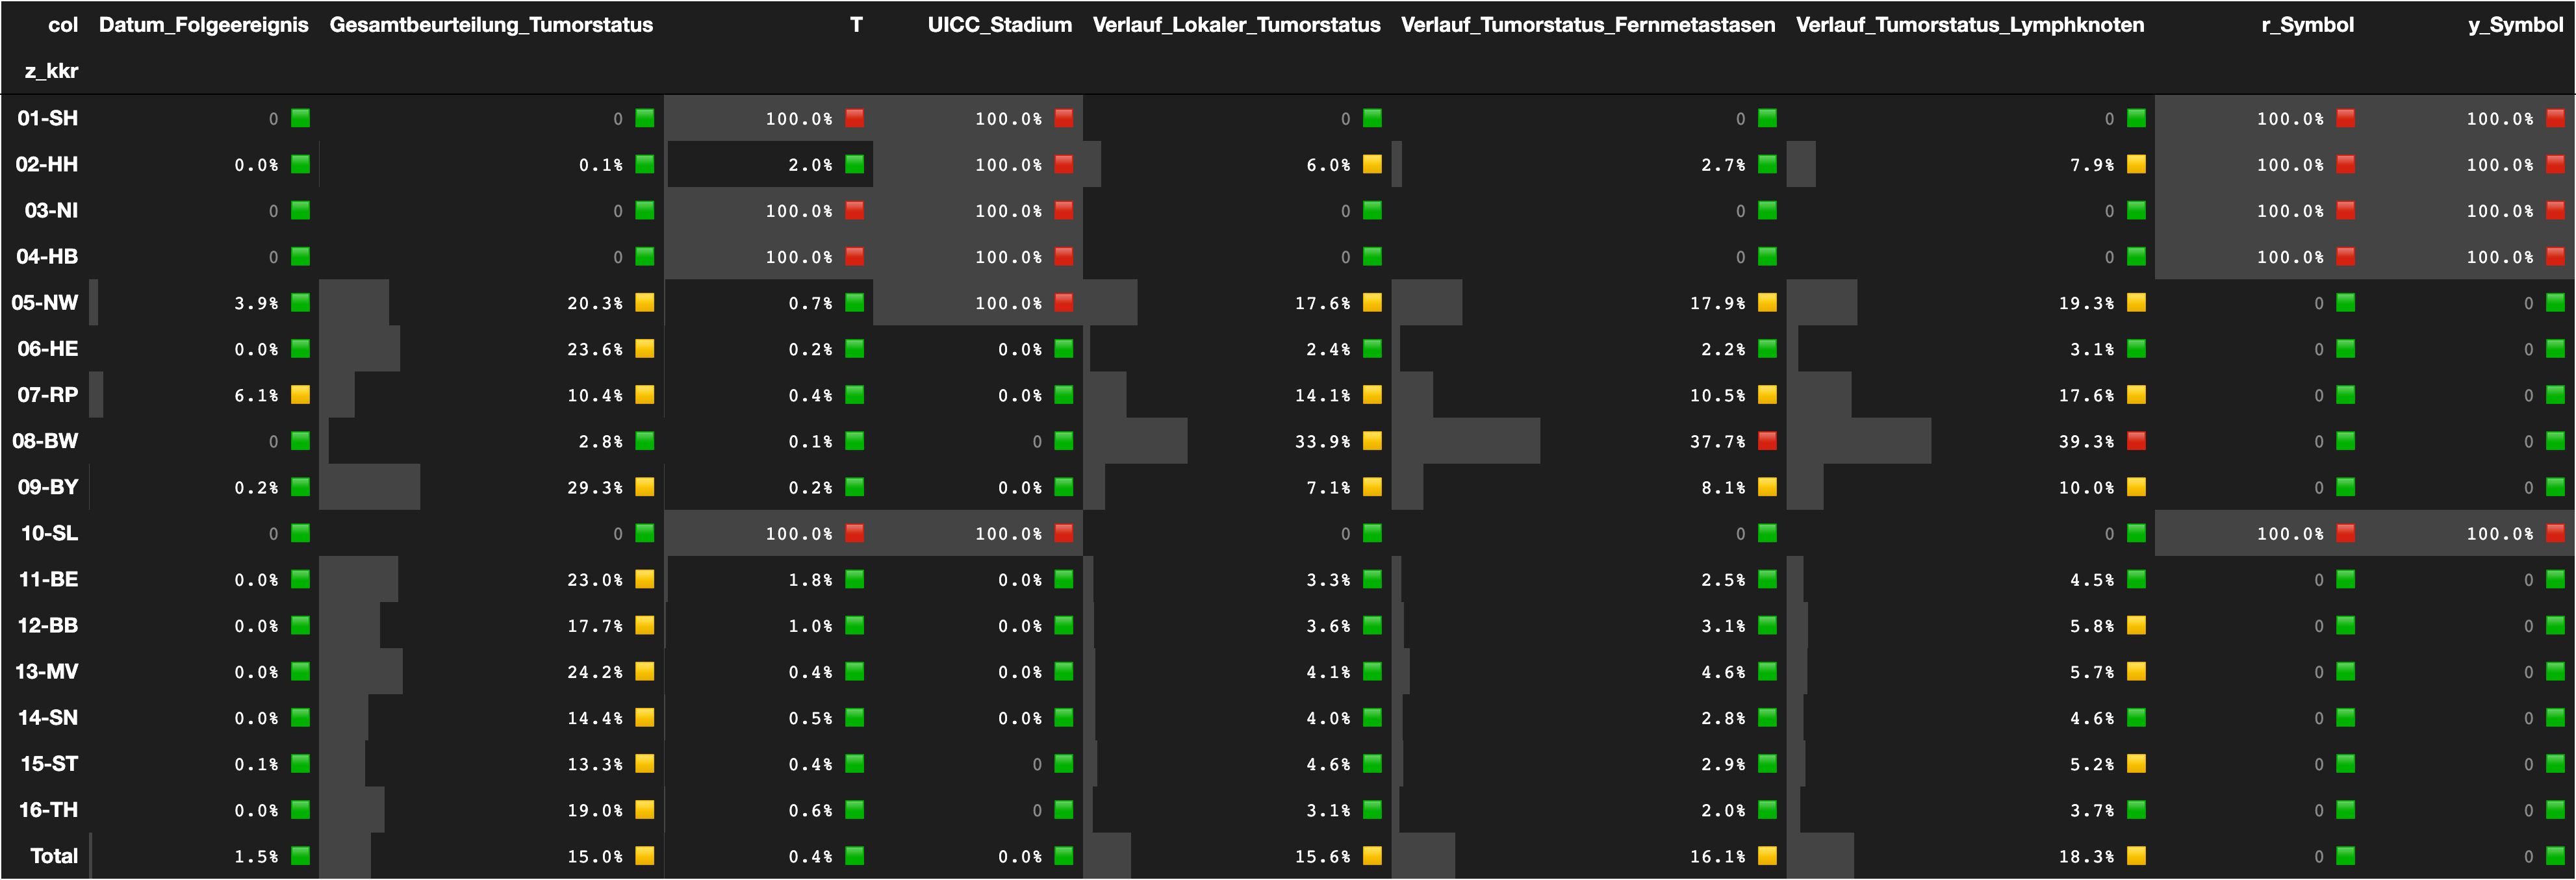 col Datum_Folgeereignis Gesamtbeurteilung_Tumorstatus T UICC_Stadium Verlauf_Lokaler_Tumorstatus Verlauf_Tumorstatus_Fernmetastasen Verlauf_Tumorstatus_Lymphknoten r_Symbol y_Symbol
z_kkr
01-SH 0 0 100.0% 100.0% 0 0 0 100.0% 100.0%
02-HH 0.0% 0.1% 2.0% 100.0% 6.0% 2.7% 7.9% 100.0% 100.0%
03-NI 0 0 100.0% 100.0% 0 0 0 100.0% 100.0%
04-HB 0 0 100.0% 100.0% 0 0 0 100.0% 100.0%
05-NW 3.9% 20.3% 0.7% 100.0% 17.6% 17.9% 19.3% 0 0
06-HE 0.0% 23.6% 0.2% 0.0% 2.4% 2.2% 3.1% 0 0
07-RP 6.1% 10.4% 0.4% 0.0% 14.1% 10.5% 17.6% 0 0
08-BW 0 2.8% 0.1% 0 33.9% 37.7% 39.3% 0 0
09-BY 0.2% 29.3% 0.2% 0.0% 7.1% 8.1% 10.0% 0 0
10-SL 0 0 100.0% 100.0% 0 0 0 100.0% 100.0%
11-BE 0.0% 23.0% 1.8% 0.0% 3.3% 2.5% 4.5% 0 0
12-BB 0.0% 17.7% 1.0% 0.0% 3.6% 3.1% 5.8% 0 0
13-MV 0.0% 24.2% 0.4% 0.0% 4.1% 4.6% 5.7% 0 0
14-SN 0.0% 14.4% 0.5% 0.0% 4.0% 2.8% 4.6% 0 0
15-ST 0.1% 13.3% 0.4% 0 4.6% 2.9% 5.2% 0 0
16-TH 0.0% 19.0% 0.6% 0 3.1% 2.0% 3.7% 0 0
Total 1.5% 15.0% 0.4% 0.0% 15.6% 16.1% 18.3% 0 0